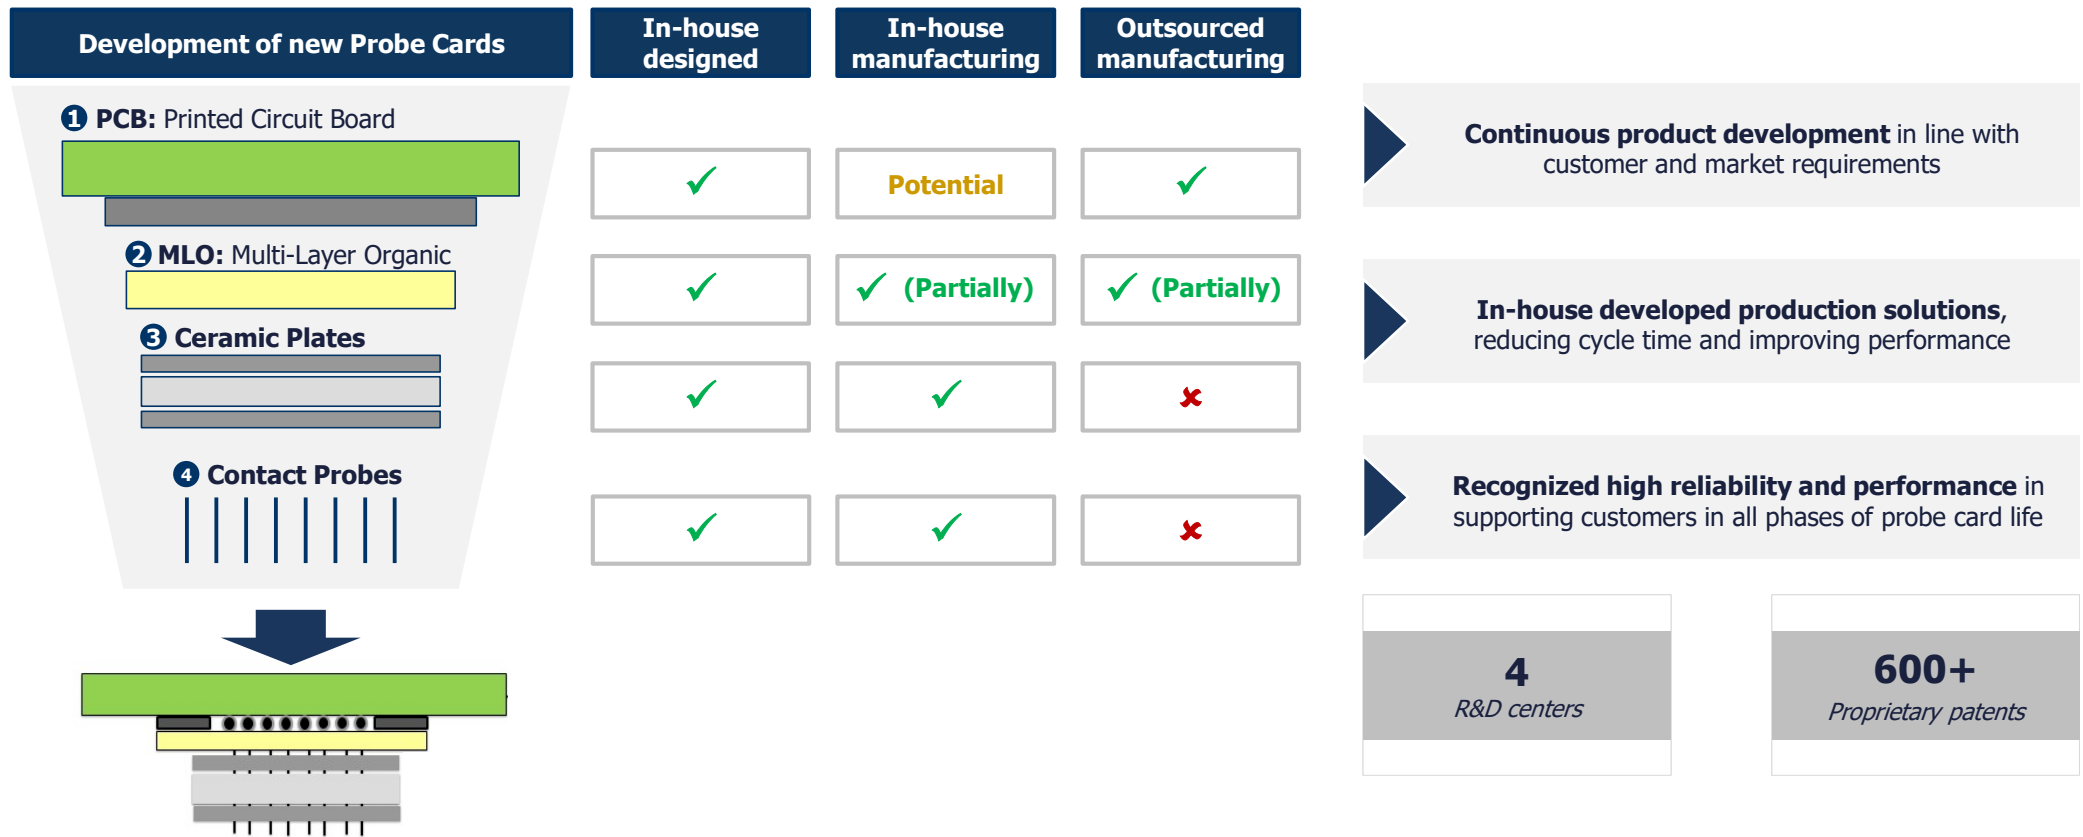 Development of new Probe Cards
In-house
designed
In-house
manufacturing
Outsourced
manufacturing
1 PCB: Printed Circuit Board
✓
Potential
✓
2 MLO: Multi-Layer Organic
✓
✓ (Partially)
✓ (Partially)
3 Ceramic Plates
✓
✓
✘
4 Contact Probes
✓
✓
✘
Continuous product development in line with
customer and market requirements
In-house developed production solutions,
reducing cycle time and improving performance
Recognized high reliability and performance in
supporting customers in all phases of probe card life
4
R&D centers
600+
Proprietary patents